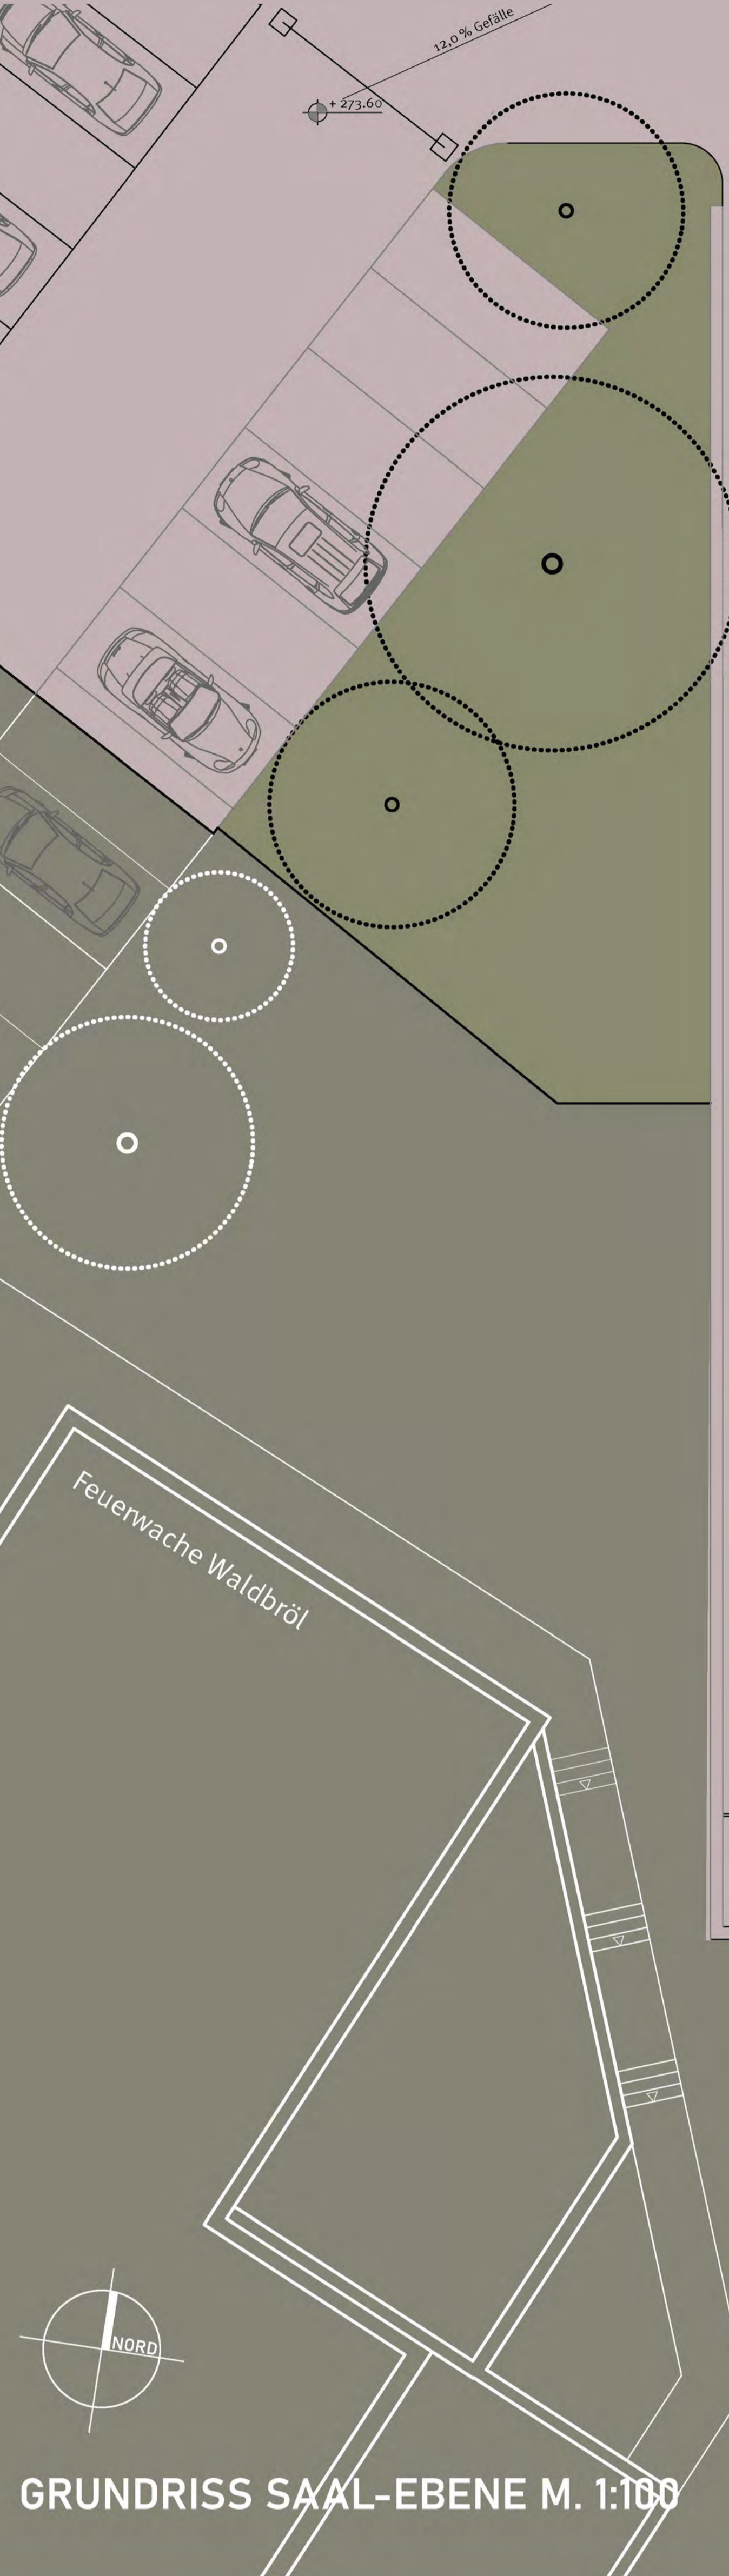 12,0 % Gefälle
+ 273.60
Feuerwache Waldbröl
NORD
GRUNDRISS SAAL-EBENE M. 1:100